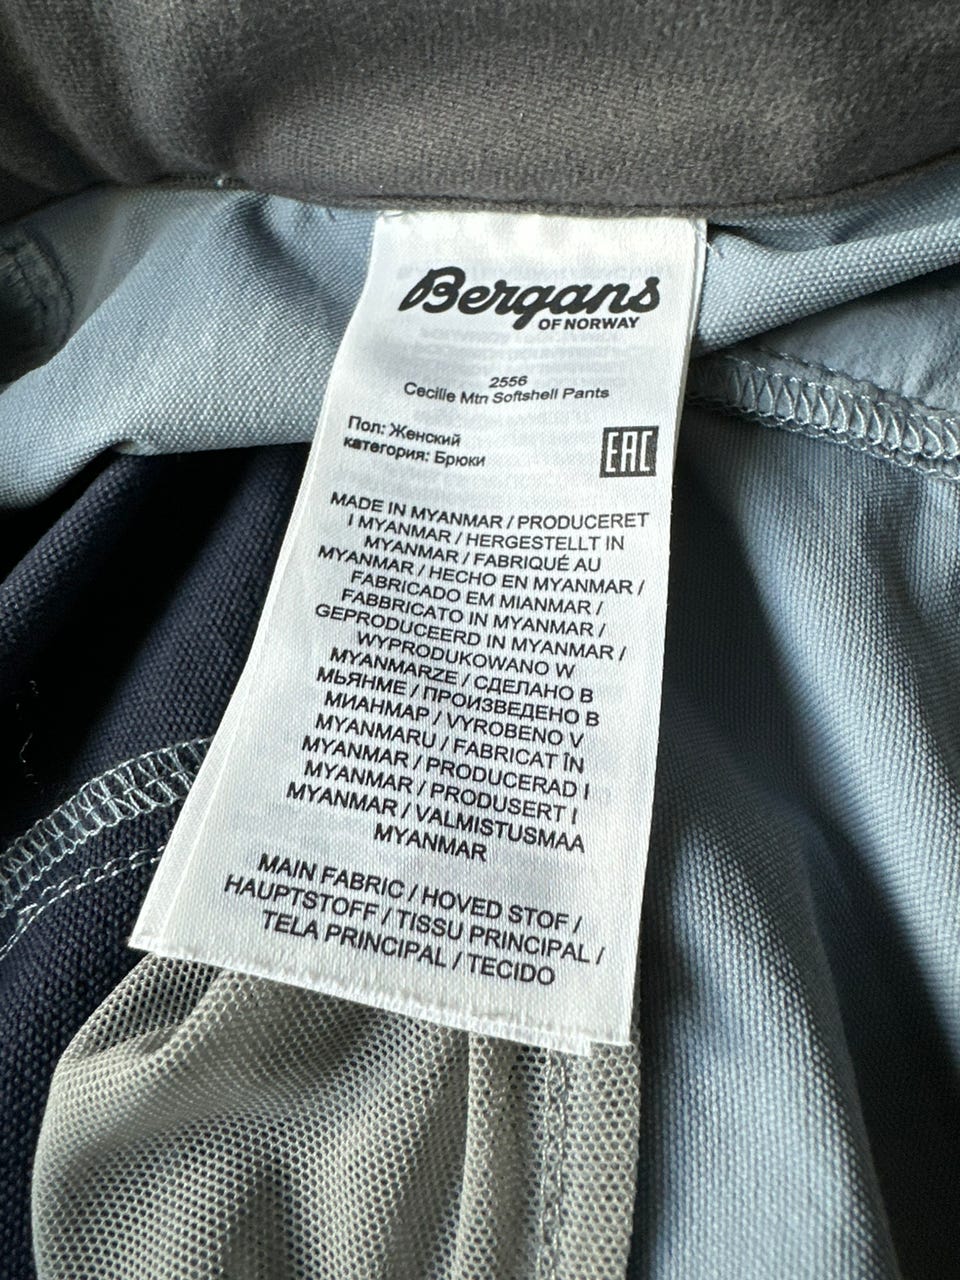 Bergans
OF NORWAY
2556
Cecilie Mtn Softshell Pants
Пол: Женский
категория: Брюки
EAC
MADE IN MYANMAR / PRODUCERET
I MYANMAR / HERGESTELLT IN
MYANMAR / FABRIQUÉ AU
MYANMAR / HECHO EN MYANMAR /
FABRICADO EM MIANMAR /
FABBRICATO IN MYANMAR /
GEPRODUCEERD IN MYANMAR /
WYPRODUKOWANO W
MYANMARZE / СДЕЛАНО В
МЬЯНМЕ / ПРОИЗВЕДЕНО В
МИАНМАР / VYROBENO V
MYANMARU / FABRICAT ÎN
MYANMAR / PRODUCERAD I
MYANMAR / PRODUSERT I
MYANMAR / VALMISTUSMAA
MYANMAR
MAIN FABRIC / HOVED STOF /
HAUPTSTOFF / TISSU PRINCIPAL /
TELA PRINCIPAL / TECIDO